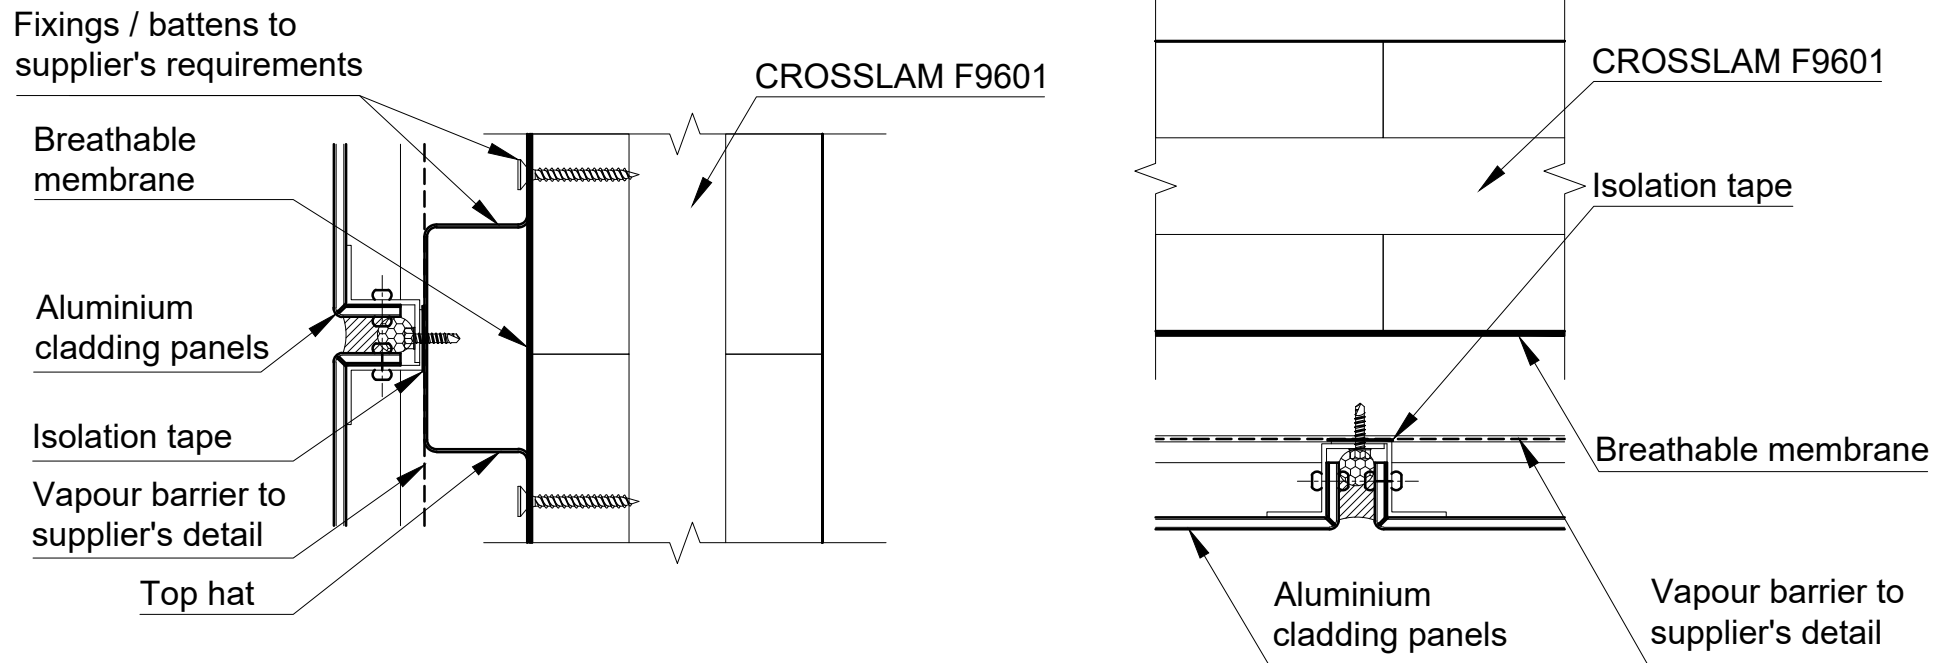 Fixings / battens to
supplier's requirements
CROSSLAM F9601
Breathable
membrane
Aluminium
cladding panels
Isolation tape
Vapour barrier to
supplier's detail
Top hat
CROSSLAM F9601
Isolation tape
Breathable membrane
Aluminium
cladding panels
Vapour barrier to
supplier's detail